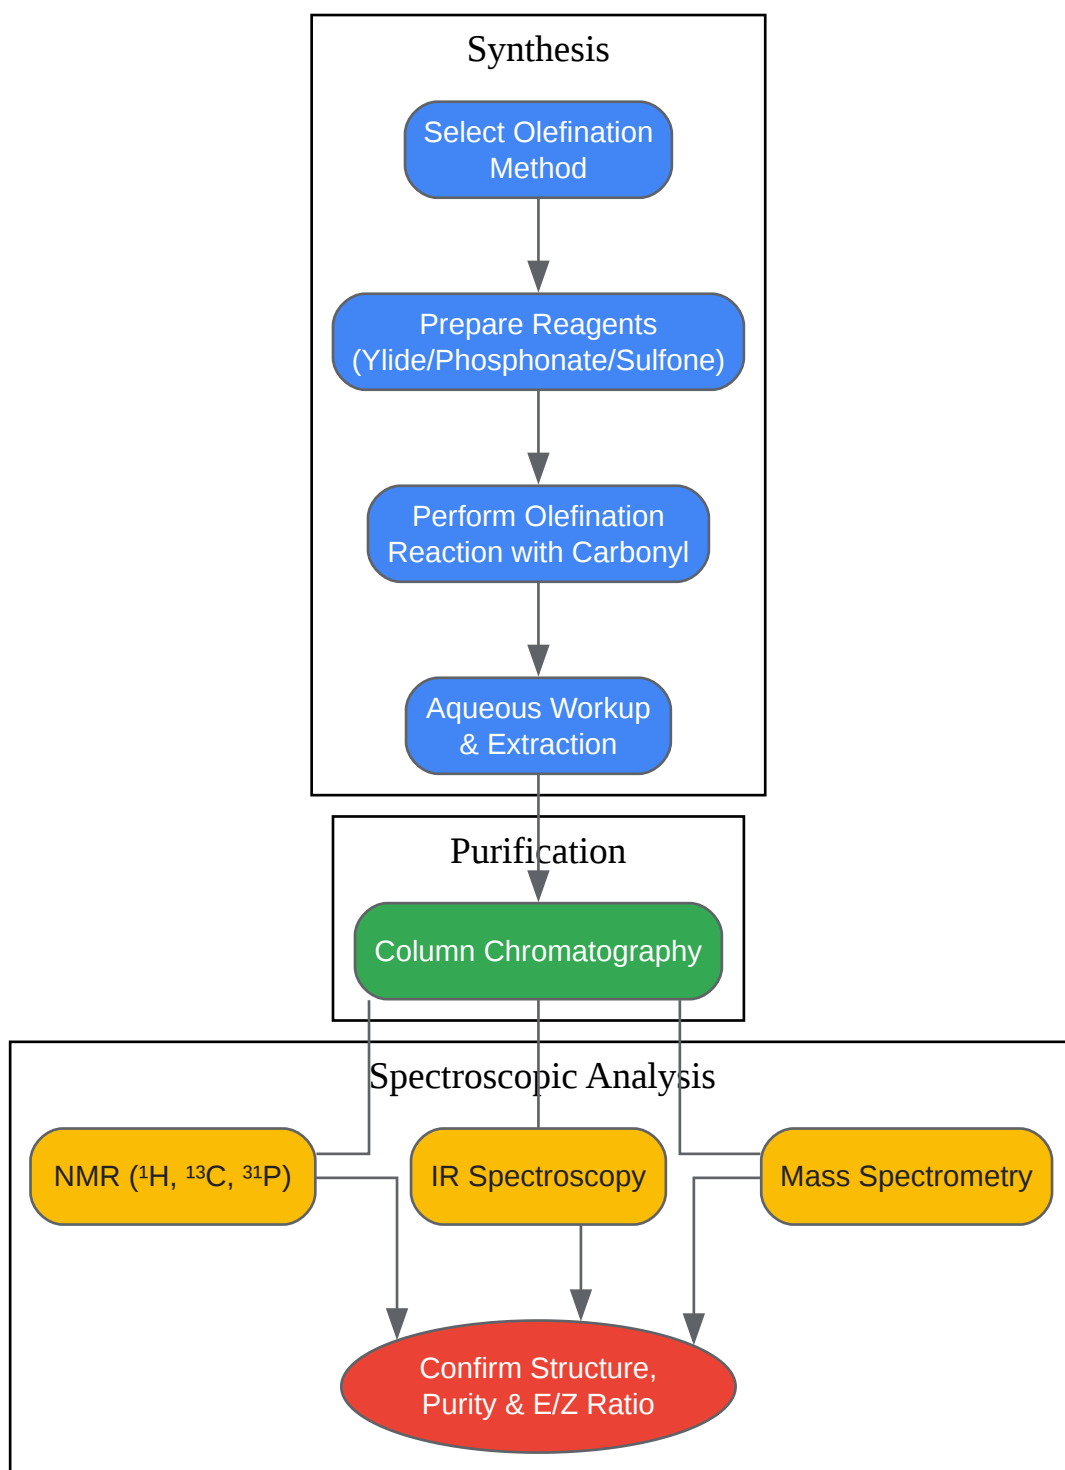 Synthesis
Select Olefination
Method
Prepare Reagents
(Ylide/Phosphonate/Sulfone)
Perform Olefination
Reaction with Carbonyl
Aqueous Workup
& Extraction
Purification
Column Chromatography
Spectroscopic Analysis
NMR (¹H, ¹³C, ³¹P)
IR Spectroscopy
Mass Spectrometry
Confirm Structure,
Purity & E/Z Ratio